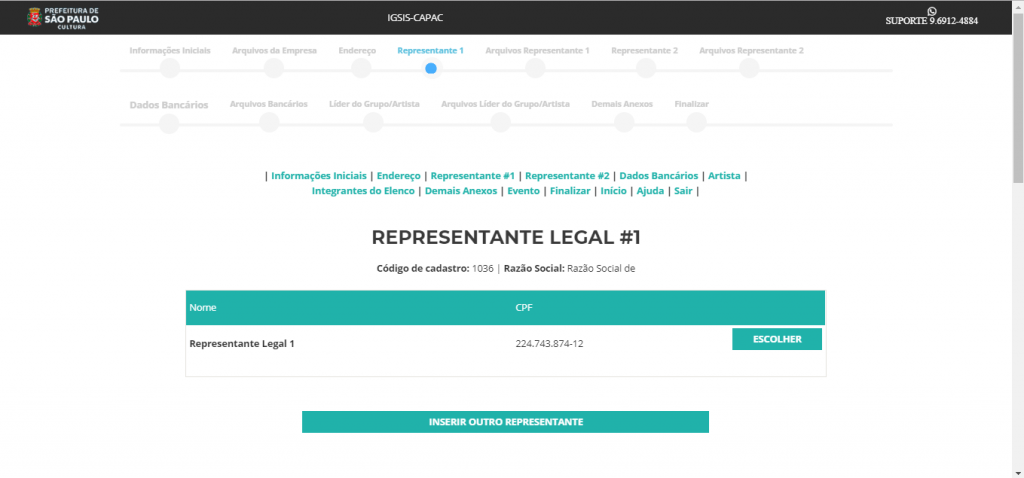 PREFEITURA DE
SÃO PAULO
CULTURA
IGSIS-CAPAC
SUPORTE 9.6912-4884
Informações Iniciais Arquivos da Empresa Endereço Representante 1 Arquivos Representante 1 Representante 2 Arquivos Representante 2
Dados Bancários Arquivos Bancários Líder do Grupo/Artista Arquivos Líder do Grupo/Artista Demais Anexos Finalizar
| Informações Iniciais | Endereço | Representante #1 | Representante #2 | Dados Bancários | Artista |
Integrantes do Elenco | Demais Anexos | Evento | Finalizar | Início | Ajuda | Sair |
REPRESENTANTE LEGAL #1
Código de cadastro: 1036 | Razão Social: Razão Social de
Nome CPF
Representante Legal 1 224.743.874-12 ESCOLHER
INSERIR OUTRO REPRESENTANTE